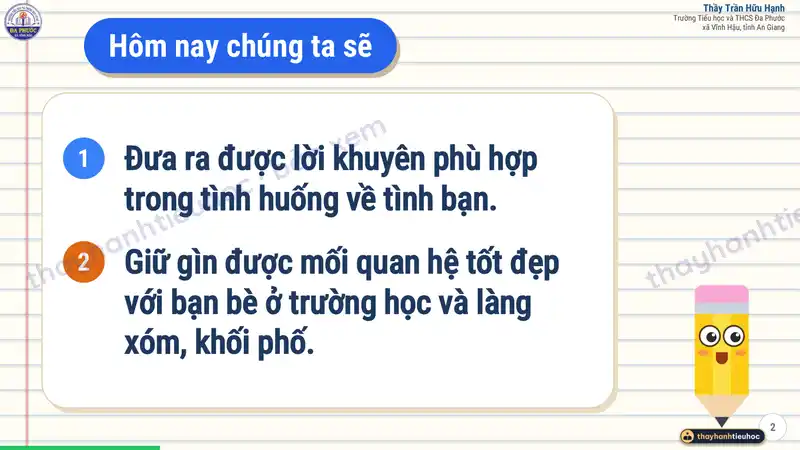 Thầy Trần Hữu Hạnh
Trường Tiểu học và THCS Đa Phước
xã Vĩnh Hậu, tỉnh An Giang
ĐA PHƯỚC
Hôm nay chúng ta sẽ
1 Đưa ra được lời khuyên phù hợp
trong tình huống về tình bạn.
2 Giữ gìn được mối quan hệ tốt đẹp
với bạn bè ở trường học và làng
xóm, khối phố.
thayhanhtieuhoc
2